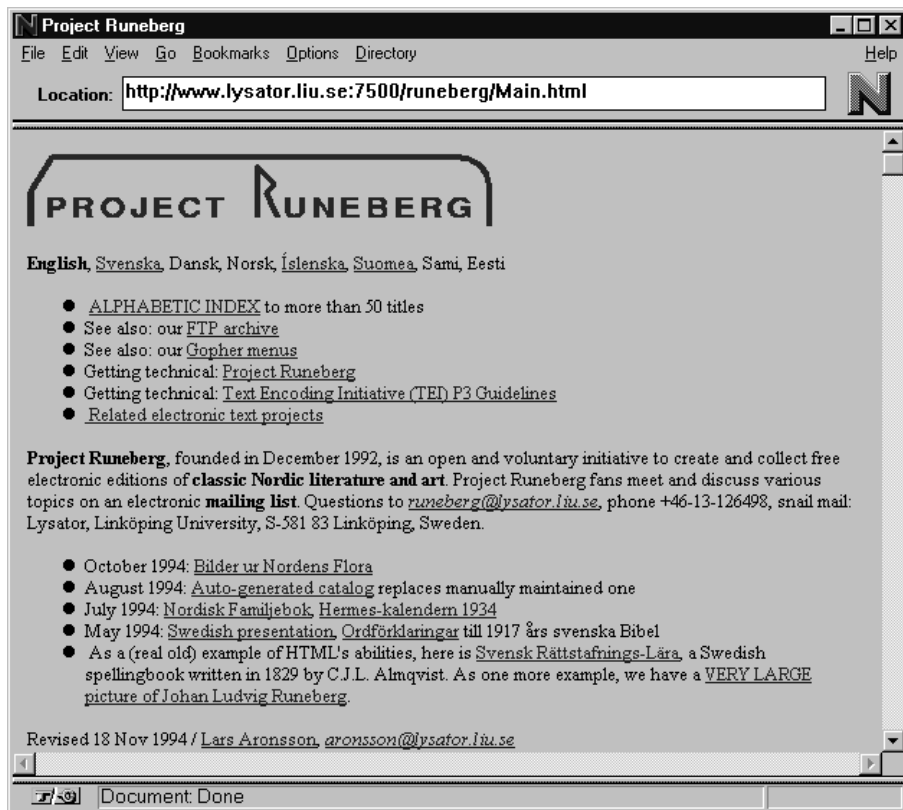 Project Runeberg
File Edit View Go Bookmarks Options Directory Help
Location: http://www.lysator.liu.se:7500/runeberg/Main.html
N
PROJECT RUNEBERG
English, Svenska, Dansk, Norsk, Íslenska, Suomea, Sami, Eesti
ALPHABETIC INDEX to more than 50 titles
See also: our FTP archive
See also: our Gopher menus
Getting technical: Project Runeberg
Getting technical: Text Encoding Initiative (TEI) P3 Guidelines
Related electronic text projects
Project Runeberg, founded in December 1992, is an open and voluntary initiative to create and collect free
electronic editions of classic Nordic literature and art. Project Runeberg fans meet and discuss various
topics on an electronic mailing list. Questions to runeberg@lysator.liu.se, phone +46-13-126498, snail mail:
Lysator, Linköping University, S-581 83 Linköping, Sweden.
October 1994: Bilder ur Nordens Flora
August 1994: Auto-generated catalog replaces manually maintained one
July 1994: Nordisk Familjebok, Hermes-kalendern 1934
May 1994: Swedish presentation, Ordförklaringar till 1917 års svenska Bibel
As a (real old) example of HTML's abilities, here is Svensk Rättstafnings-Lära, a Swedish
spellingbook written in 1829 by C.J.L. Almqvist. As one more example, we have a VERY LARGE
picture of Johan Ludvig Runeberg.
Revised 18 Nov 1994 / Lars Aronsson, aronsson@lysator.liu.se
Document: Done